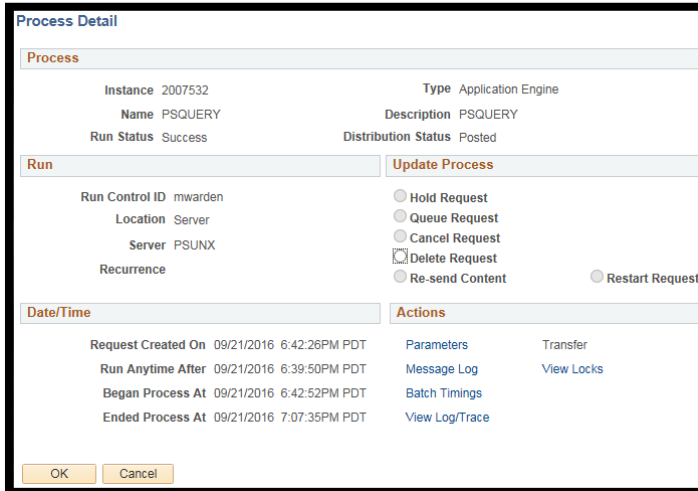 Process Detail
Process
Instance 2007532 Type Application Engine
Name PSQUERY Description PSQUERY
Run Status Success Distribution Status Posted
Run Update Process
Run Control ID mwarden Hold Request
Location Server Queue Request
Server PSUNX Cancel Request
Recurrence Delete Request
Re-send Content Restart Request
Date/Time Actions
Request Created On 09/21/2016 6:42:26PM PDT Parameters Transfer
Run Anytime After 09/21/2016 6:39:50PM PDT Message Log View Locks
Began Process At 09/21/2016 6:42:52PM PDT Batch Timings
Ended Process At 09/21/2016 7:07:35PM PDT View Log/Trace
OK Cancel